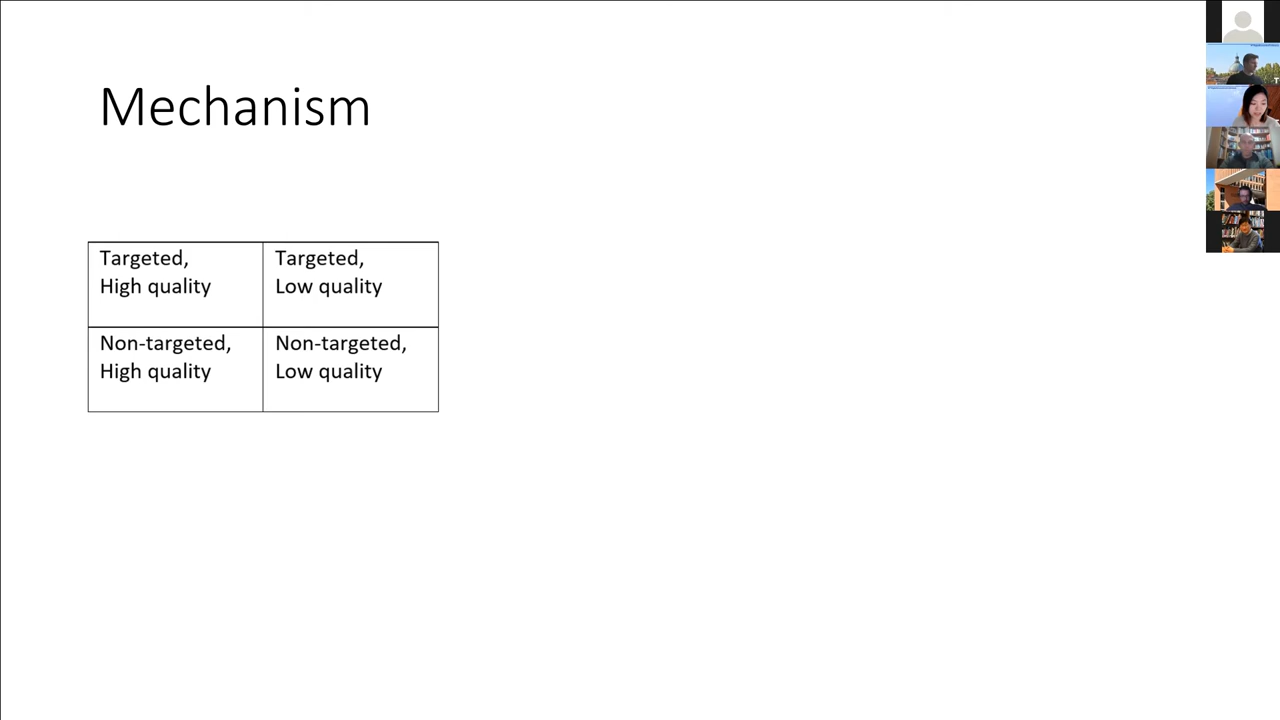 Mechanism
Targeted,
High quality
Targeted,
Low quality
Non-targeted,
High quality
Non-targeted,
Low quality